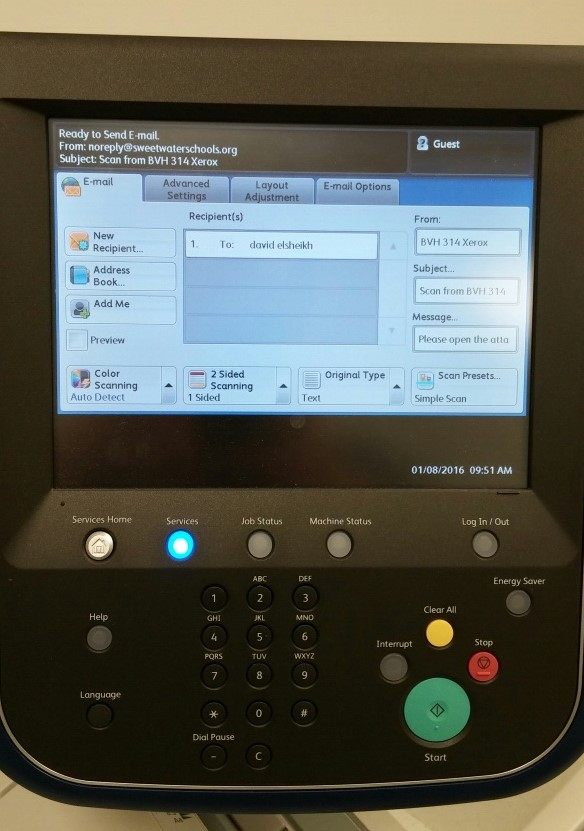 Ready to Send E-mail.
From: noreply@sweetwaterschools.org
Subject: Scan from BVH 314 Xerox
Guest
E-mail
Advanced
Settings
Layout
Adjustment
E-mail Options
Recipient(s)
From:
New
Recipient...
1. To: david elsheikh
BVH 314 Xerox
Address
Book...
Subject...
Scan from BVH 314
Add Me
Message...
Preview
Please open the atta
Color
Scanning
Auto Detect
2 Sided
Scanning
1 Sided
Original Type
Text
Scan Presets...
Simple Scan
01/08/2016 09:51 AM
Services Home
Services
Job Status
Machine Status
Log In / Out
Energy Saver
Help
Language
ABC
DEF
1
2
3
GHI
JKL
MNO
4
5
6
PQRS
TUV
WXYZ
7
8
9
*
0
#
Dial Pause
-
C
Clear All
Interrupt
Stop
Start